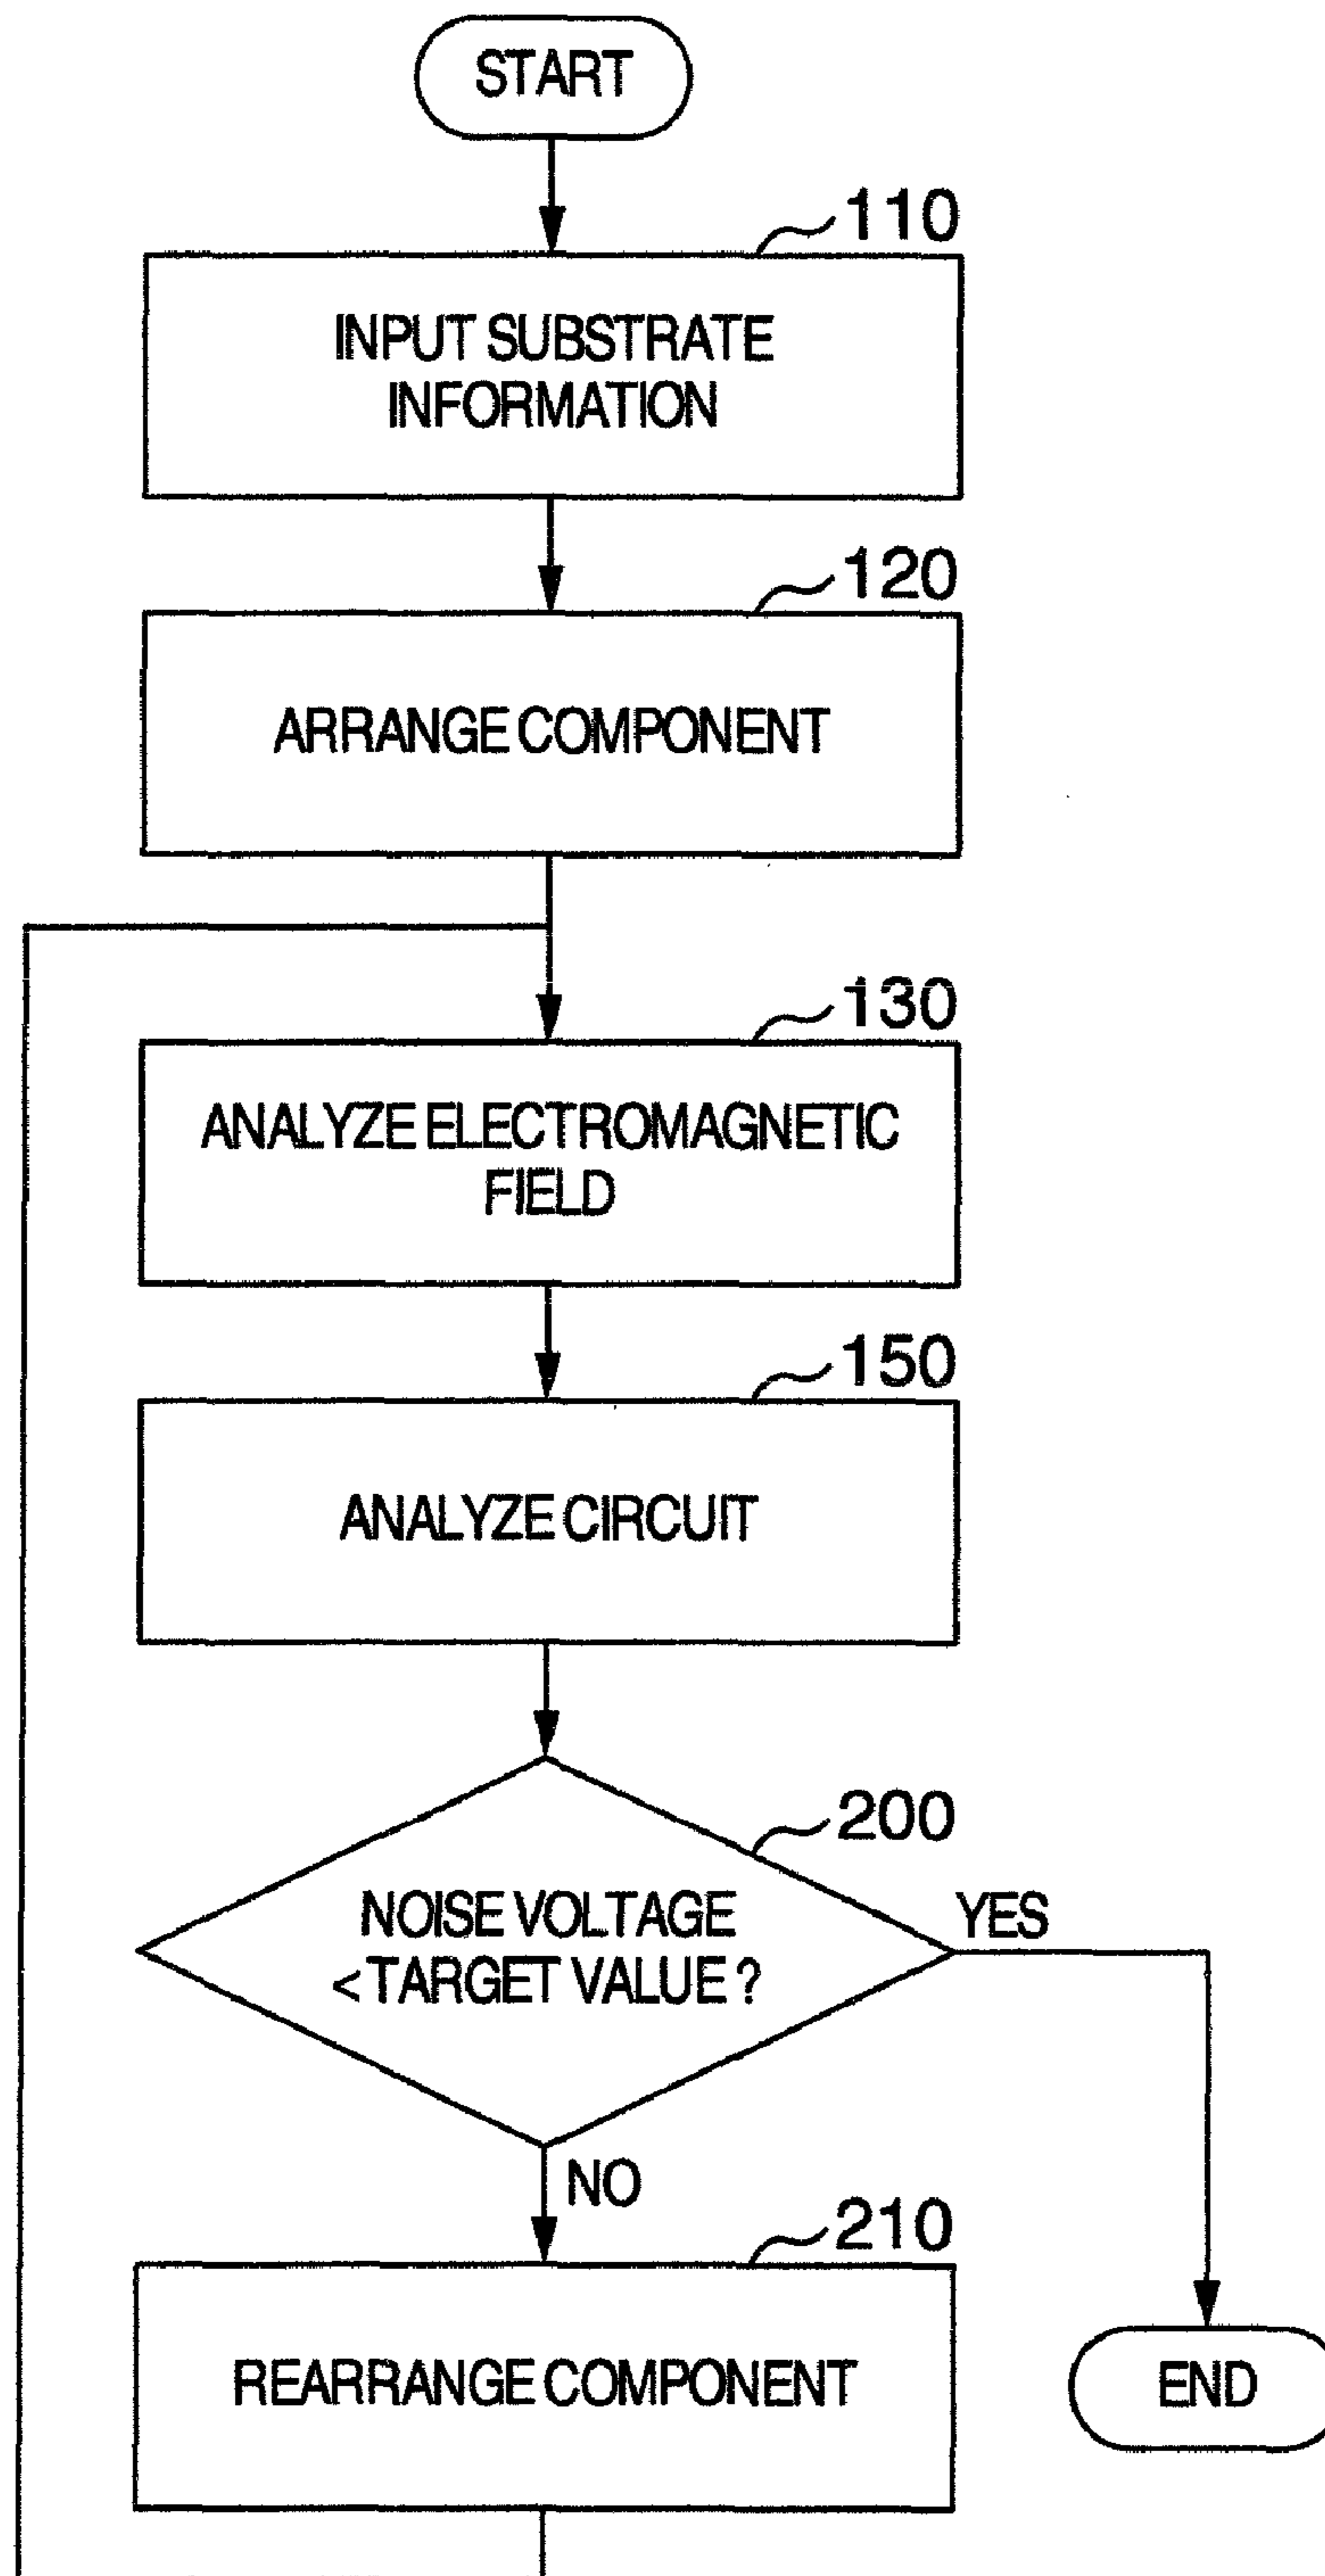 START
110
INPUT SUBSTRATE
INFORMATION
120
ARRANGE COMPONENT
130
ANALYZE ELECTROMAGNETIC
FIELD
150
ANALYZE CIRCUIT
200
NOISE VOLTAGE
< TARGET VALUE ?
YES
NO
210
REARRANGE COMPONENT
END